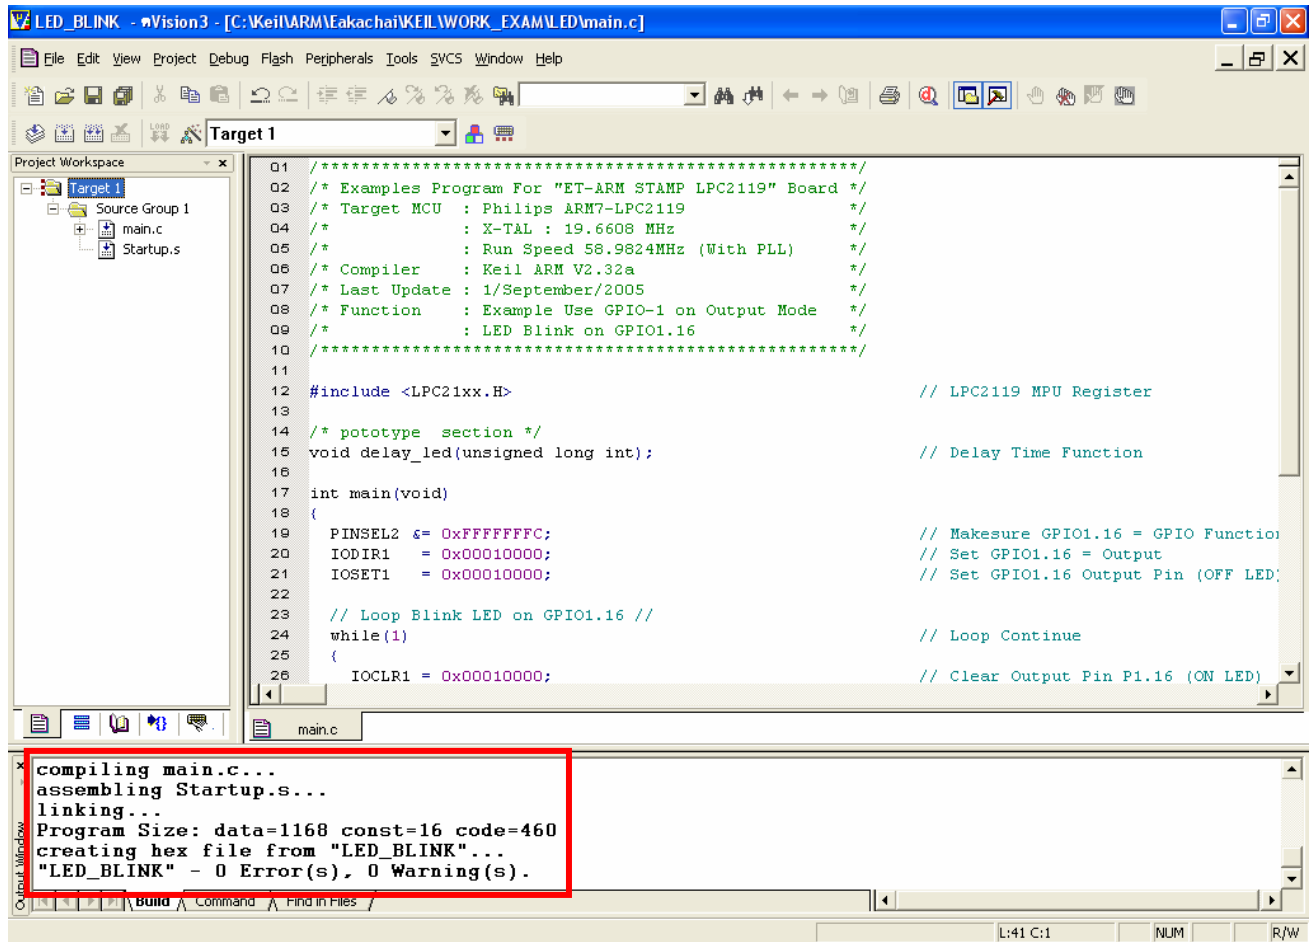 LED_BLINK - µVision3 - [C:\Keil\ARM\Eakachai\KEIL\WORK_EXAM\LED\main.c]
File Edit View Project Debug Flash Peripherals Tools SVCS Window Help
LOAD
Target 1
Project Workspace
Target 1
Source Group 1
main.c
Startup.s
01 /*****************************************************/
02 /* Examples Program For "ET-ARM STAMP LPC2119" Board */
03 /* Target MCU : Philips ARM7-LPC2119 */
04 /* : X-TAL : 19.6608 MHz */
05 /* : Run Speed 58.9824MHz (With PLL) */
06 /* Compiler : Keil ARM V2.32a */
07 /* Last Update : 1/September/2005 */
08 /* Function : Example Use GPIO-1 on Output Mode */
09 /* : LED Blink on GPIO1.16 */
10 /*****************************************************/
11
12 #include <LPC21xx.H> // LPC2119 MPU Register
13
14 /* pototype section */
15 void delay_led(unsigned long int); // Delay Time Function
16
17 int main(void)
18 {
19 PINSEL2 &= 0xFFFFFFFC; // Makesure GPIO1.16 = GPIO Function
20 IODIR1 = 0x00010000; // Set GPIO1.16 = Output
21 IOSET1 = 0x00010000; // Set GPIO1.16 Output Pin (OFF LED)
22
23 // Loop Blink LED on GPIO1.16 //
24 while(1) // Loop Continue
25 {
26 IOCLR1 = 0x00010000; // Clear Output Pin P1.16 (ON LED)
main.c
compiling main.c...
assembling Startup.s...
linking...
Program Size: data=1168 const=16 code=460
creating hex file from "LED_BLINK"...
"LED_BLINK" - 0 Error(s), 0 Warning(s).
Output Window
Build Command Find in Files
L:41 C:1 NUM R/W